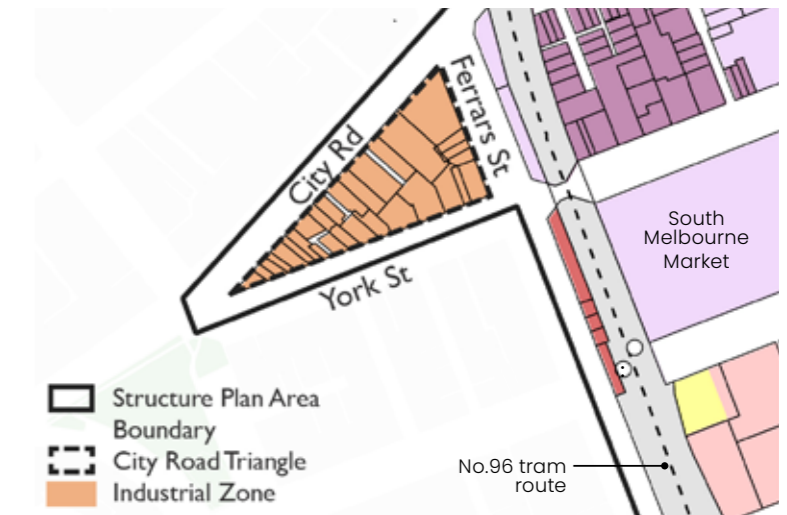 City Rd
Ferrars St
York St
South
Melbourne
Market
Structure Plan Area
Boundary
City Road Triangle
Industrial Zone
No.96 tram
route